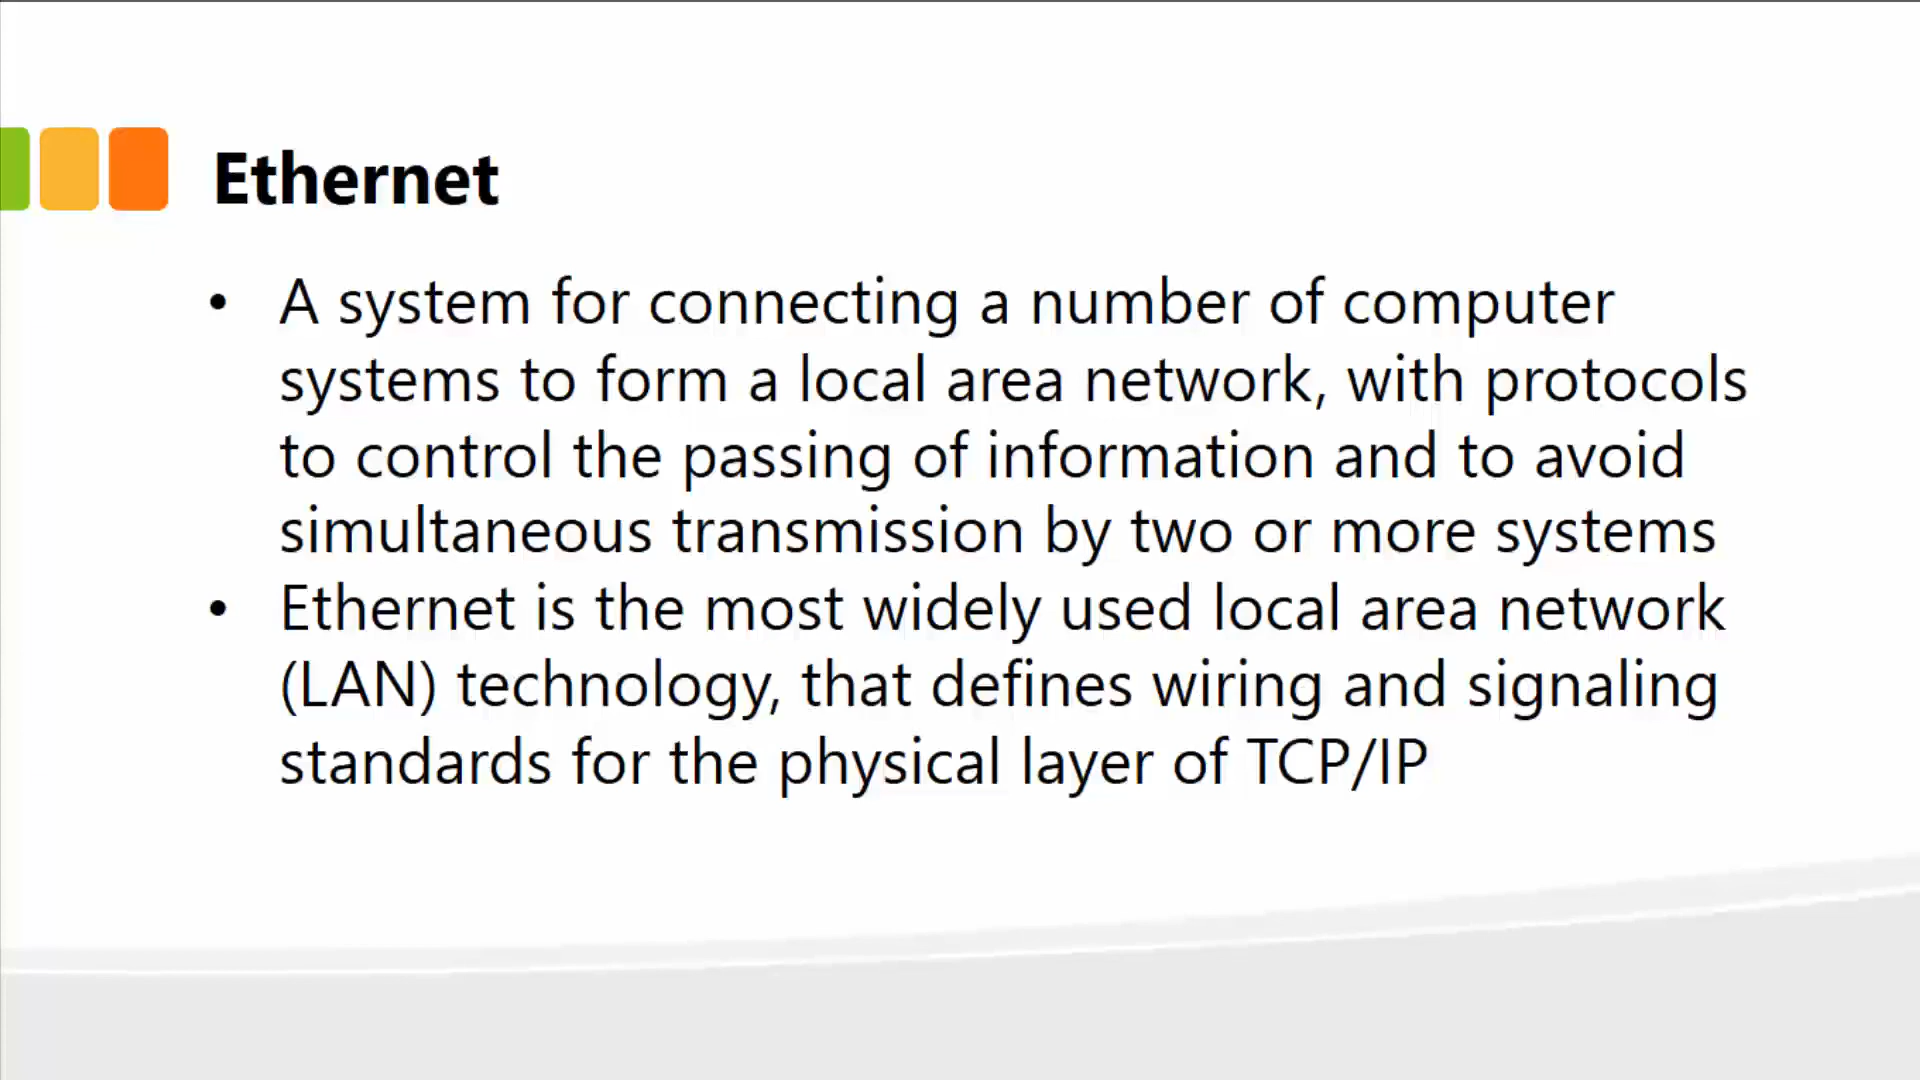 Ethernet
• A system for connecting a number of computer
systems to form a local area network, with protocols
to control the passing of information and to avoid
simultaneous transmission by two or more systems
• Ethernet is the most widely used local area network
(LAN) technology, that defines wiring and signaling
standards for the physical layer of TCP/IP